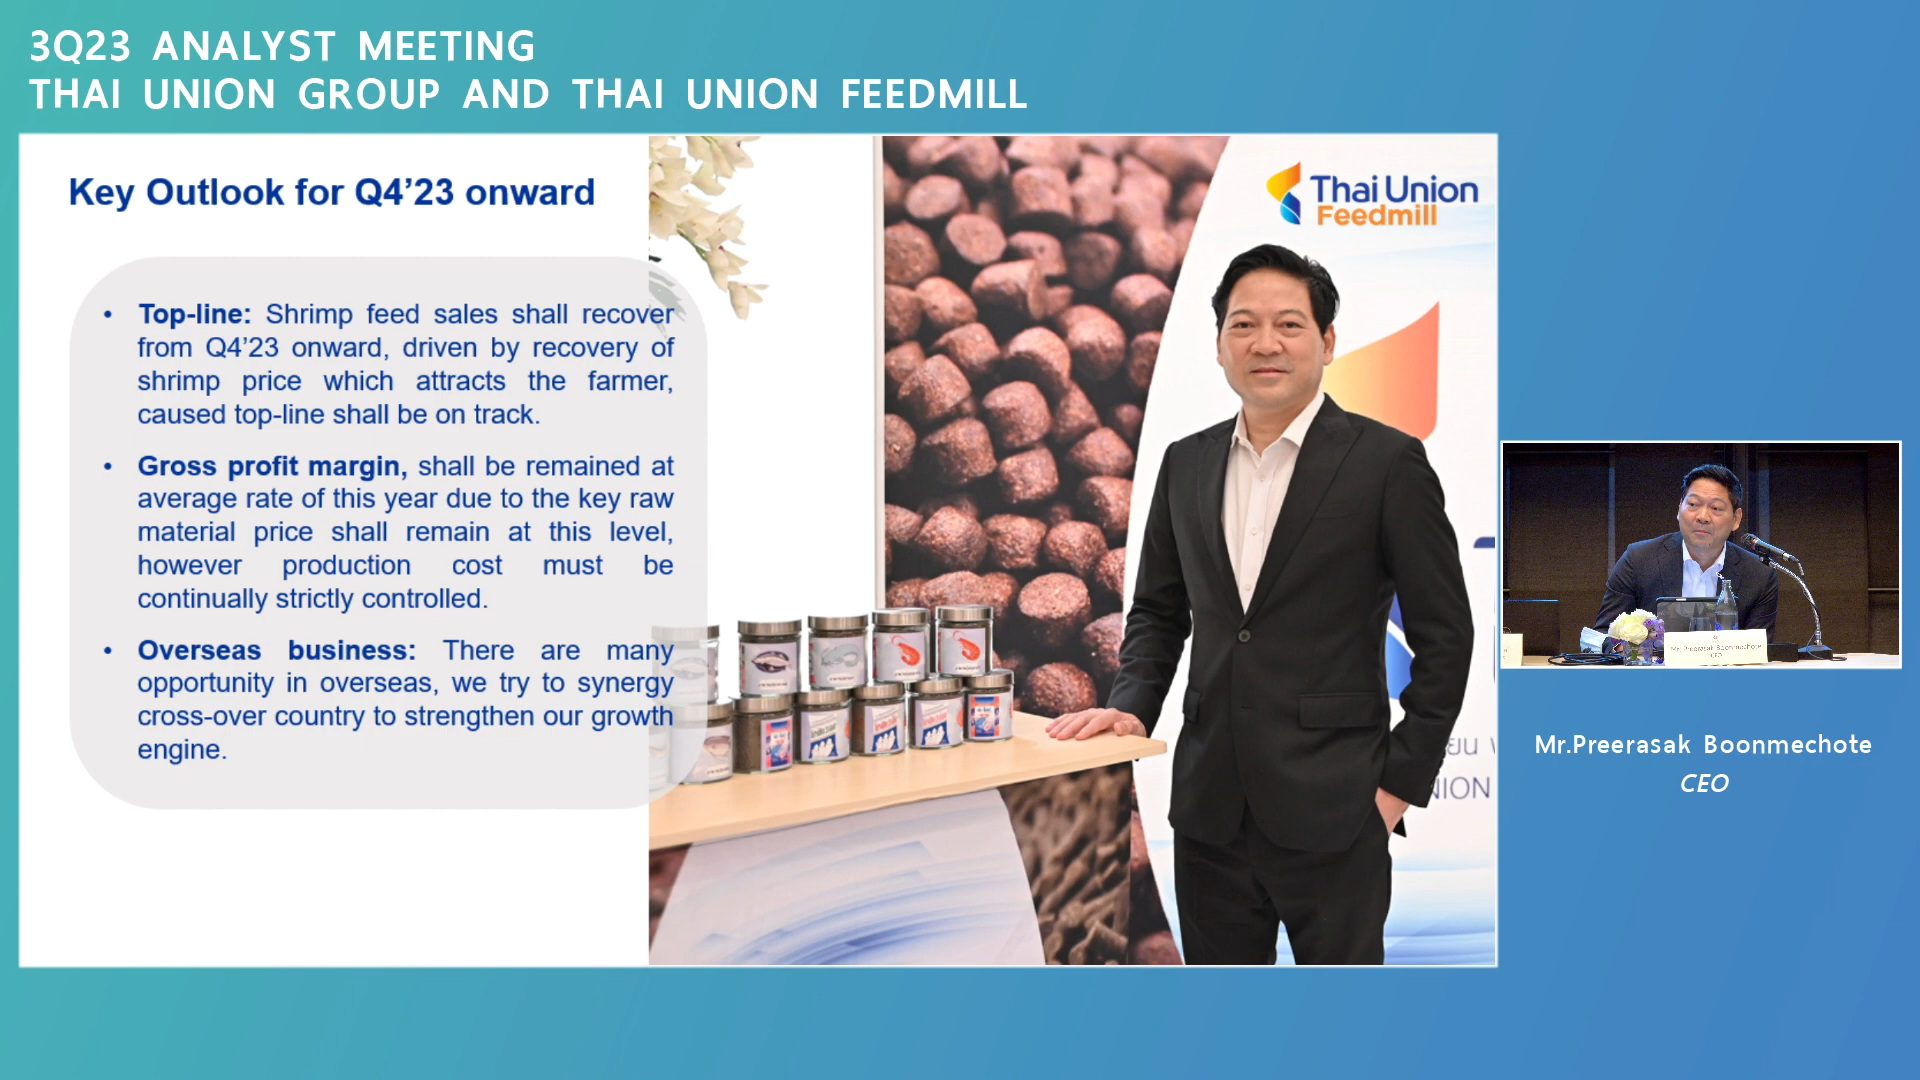 3Q23 ANALYST MEETING
THAI UNION GROUP AND THAI UNION FEEDMILL
Key Outlook for Q4’23 onward
Thai Union
Feedmill
• Top-line: Shrimp feed sales shall recover
from Q4’23 onward, driven by recovery of
shrimp price which attracts the farmer,
caused top-line shall be on track.
• Gross profit margin, shall be remained at
average rate of this year due to the key raw
material price shall remain at this level,
however production cost must be
continually strictly controlled.
• Overseas business: There are many
opportunity in overseas, we try to synergy
cross-over country to strengthen our growth
engine.
NION
Mr. Preerasak Boonmechote
CEO
Mr.Preerasak Boonmechote
CEO